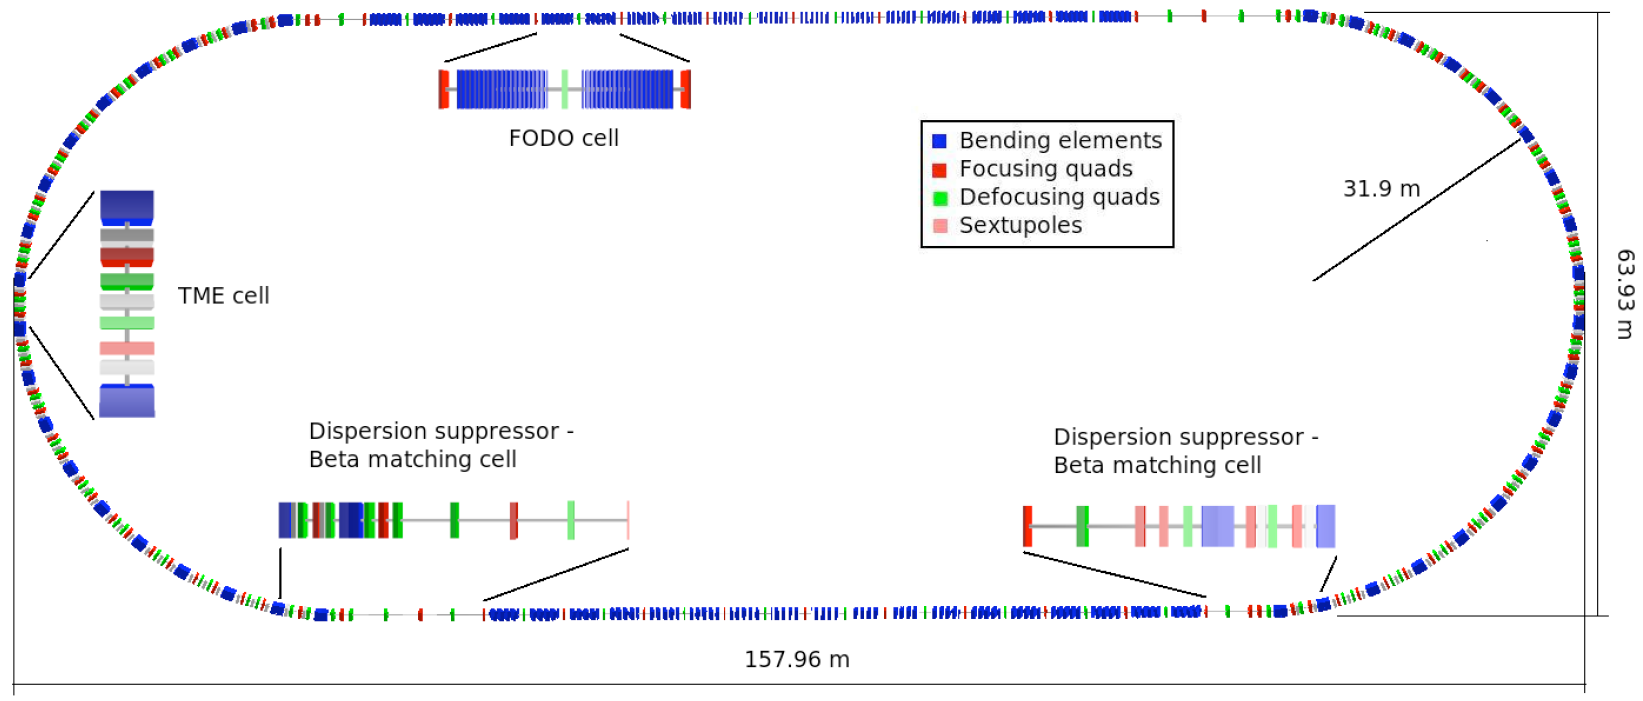 FODO cell
Bending elements
Focusing quads
Defocusing quads
Sextupoles
31.9 m
63.93 m
TME cell
Dispersion suppressor -
Beta matching cell
Dispersion suppressor -
Beta matching cell
157.96 m